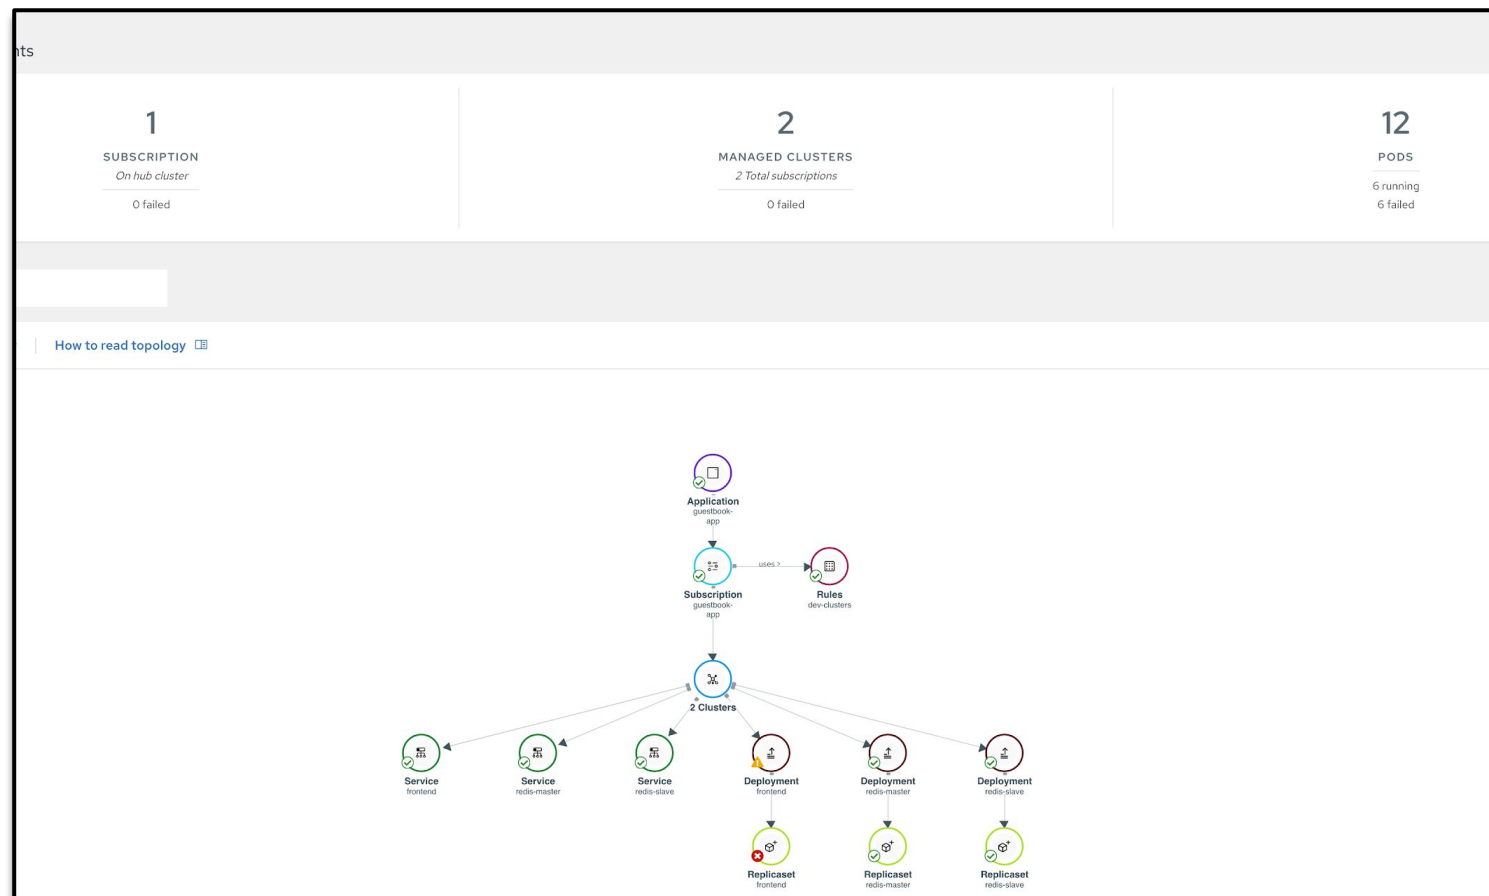 nts
1
SUBSCRIPTION
On hub cluster
0 failed
2
MANAGED CLUSTERS
2 Total subscriptions
0 failed
12
PODS
6 running
6 failed
How to read topology
Application
guestbook-
app
Subscription
guestbook-
app
uses >
Rules
dev-clusters
2 Clusters
Service
frontend
Service
redis-master
Service
redis-slave
Deployment
frontend
Deployment
redis-master
Deployment
redis-slave
Replicaset
frontend
Replicaset
redis-master
Replicaset
redis-slave